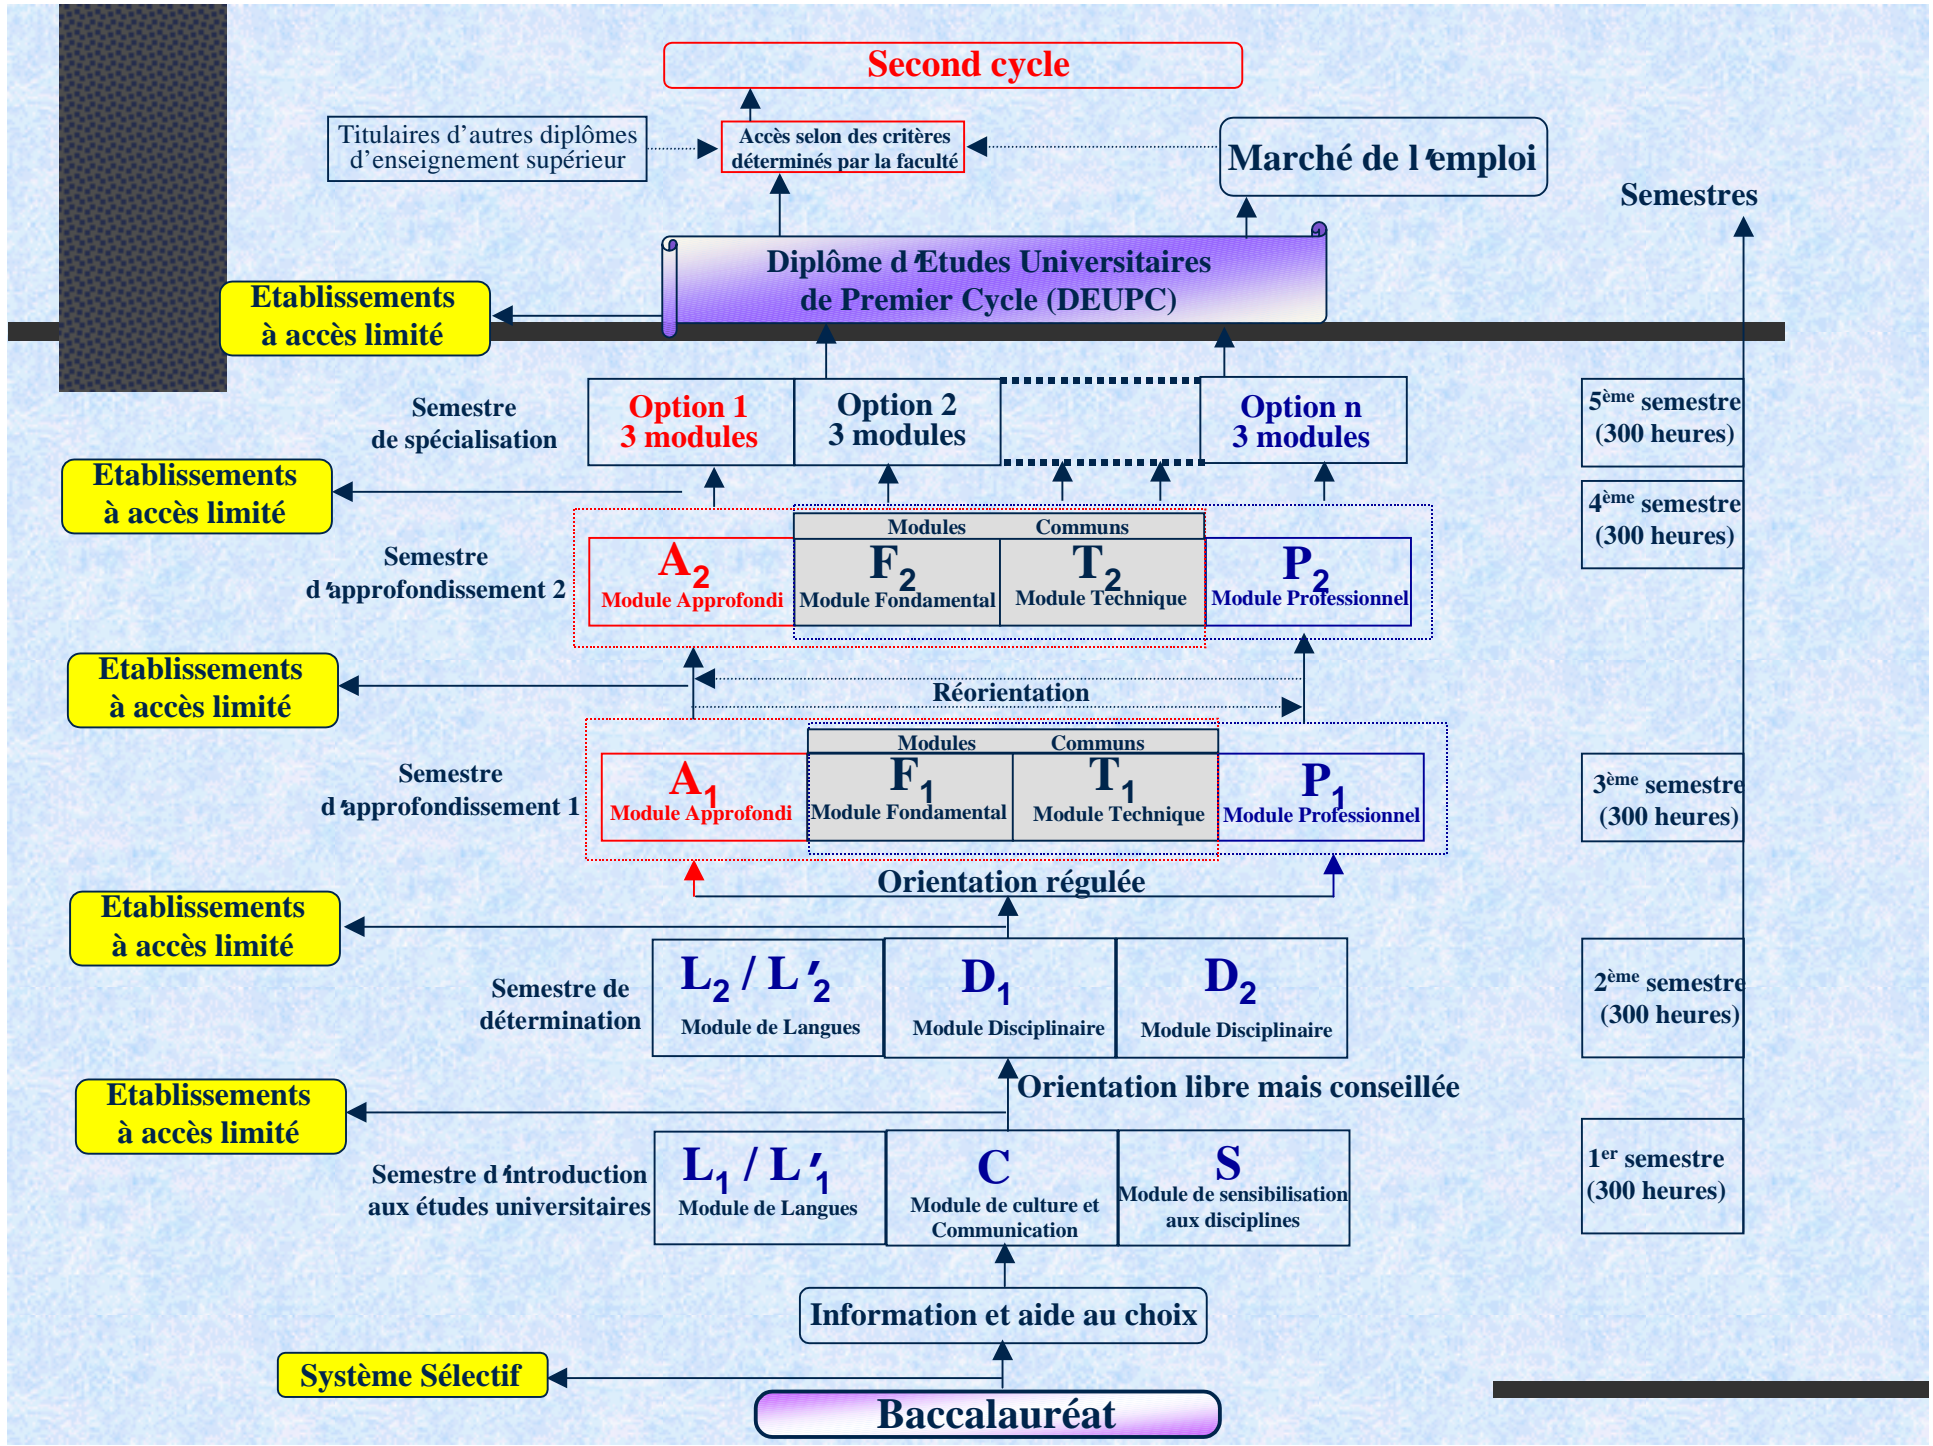 Second cycle
Titulaires d'autres diplômes
d'enseignement supérieur
Accès selon des critères
déterminés par la faculté
Marché de l'emploi
Semestres
Diplôme d'Etudes Universitaires
de Premier Cycle (DEUPC)
Etablissements
à accès limité
Semestre
de spécialisation
Option 1
3 modules
Option 2
3 modules
Option n
3 modules
5ème semestre
(300 heures)
Etablissements
à accès limité
4ème semestre
(300 heures)
Modules Communs
Semestre
d'approfondissement 2
A2
Module Approfondi
F2
Module Fondamental
T2
Module Technique
P2
Module Professionnel
Etablissements
à accès limité
Réorientation
Modules Communs
Semestre
d'approfondissement 1
A1
Module Approfondi
F1
Module Fondamental
T1
Module Technique
P1
Module Professionnel
3ème semestre
(300 heures)
Orientation régulée
Etablissements
à accès limité
Semestre de
détermination
L2 / L'2
Module de Langues
D1
Module Disciplinaire
D2
Module Disciplinaire
2ème semestre
(300 heures)
Orientation libre mais conseillée
Etablissements
à accès limité
Semestre d'introduction
aux études universitaires
L1 / L'1
Module de Langues
C
Module de culture et
Communication
S
Module de sensibilisation
aux disciplines
1er semestre
(300 heures)
Information et aide au choix
Système Sélectif
Baccalauréat